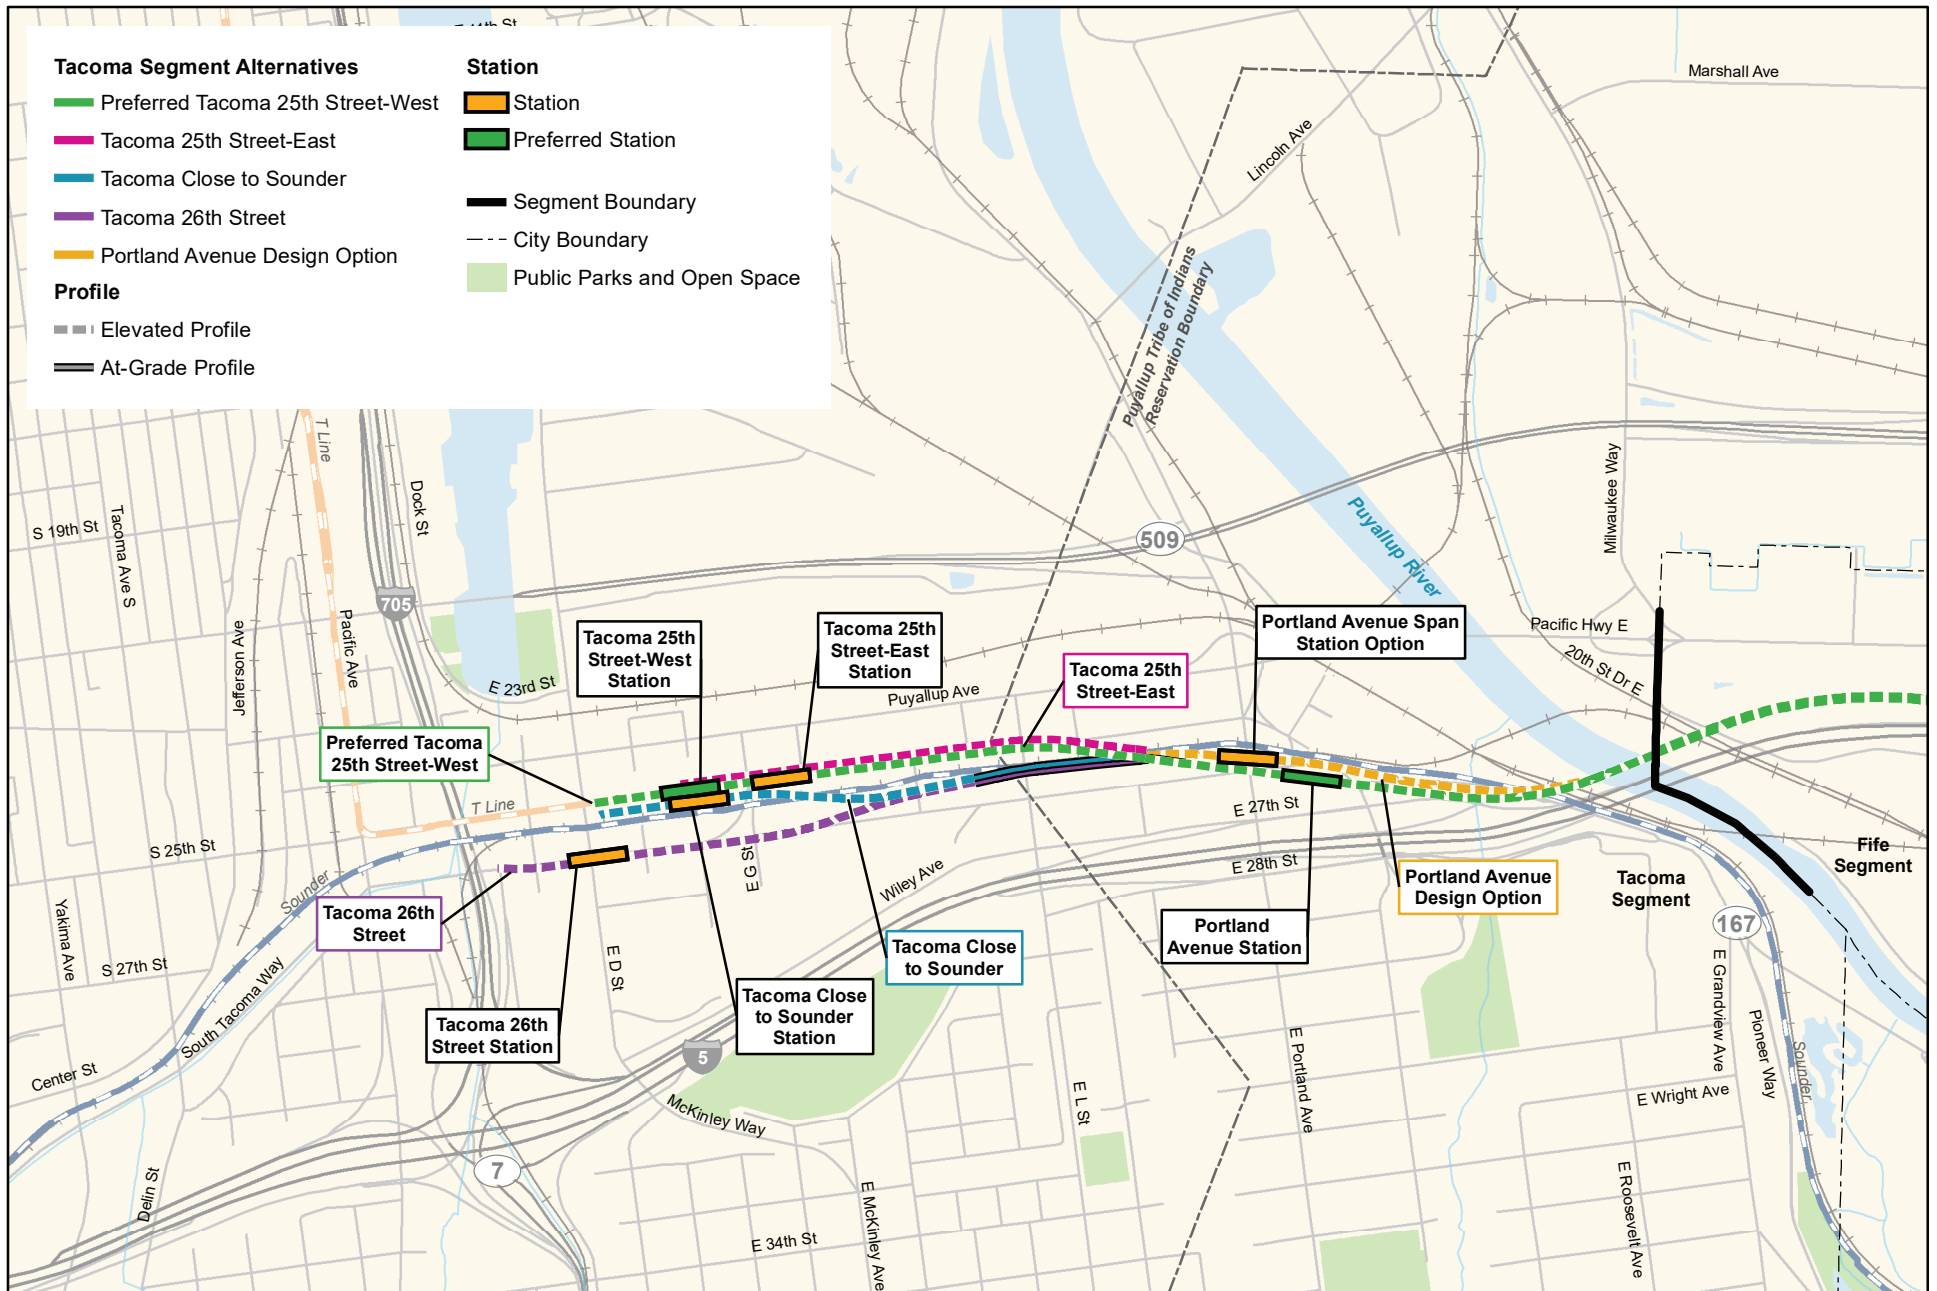 Tacoma Segment Alternatives
Preferred Tacoma 25th Street-West
Tacoma 25th Street-East
Tacoma Close to Sounder
Tacoma 26th Street
Portland Avenue Design Option
Profile
Elevated Profile
At-Grade Profile
Station
Station
Preferred Station
Segment Boundary
City Boundary
Public Parks and Open Space
Marshall Ave
Lincoln Ave
Puyallup Tribe of Indians
Reservation Boundary
T Line
Dock St
S 19th St
Tacoma Ave S
705
509
Puyallup River
Milwaukee Way
Jefferson Ave
Pacific Ave
E 23rd St
Tacoma 25th
Street-West
Station
Tacoma 25th
Street-East
Station
Puyallup Ave
Tacoma 25th
Street-East
Portland Avenue Span
Station Option
Pacific Hwy E
20th St Dr E
Preferred Tacoma
25th Street-West
T Line
S 25th St
Sounder
E G St
E 27th St
E 28th St
Wiley Ave
Fife
Segment
Tacoma
Segment
Portland Avenue
Design Option
Portland
Avenue Station
Tacoma 26th
Street
Tacoma Close
to Sounder
167
Yakima Ave
S 27th St
South Tacoma Way
E D St
Tacoma 26th
Street Station
Tacoma Close
to Sounder
Station
5
E Grandview Ave
Pioneer Way
Sounder
Center St
McKinley Way
E L St
E Portland Ave
E Wright Ave
7
Delin St
E McKinley Ave
E 34th St
E Roosevelt Ave